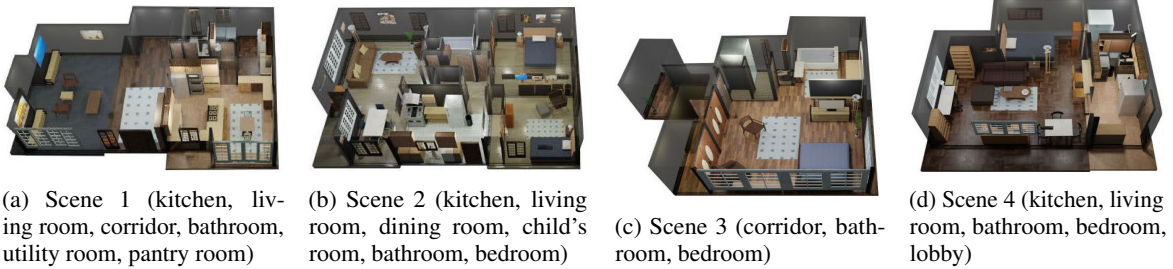 (a) Scene 1 (kitchen, liv-
ing room, corridor, bathroom,
utility room, pantry room)
(b) Scene 2 (kitchen, living
room, dining room, child's
room, bathroom, bedroom)
(c) Scene 3 (corridor, bath-
room, bedroom)
(d) Scene 4 (kitchen, living
room, bathroom, bedroom,
lobby)